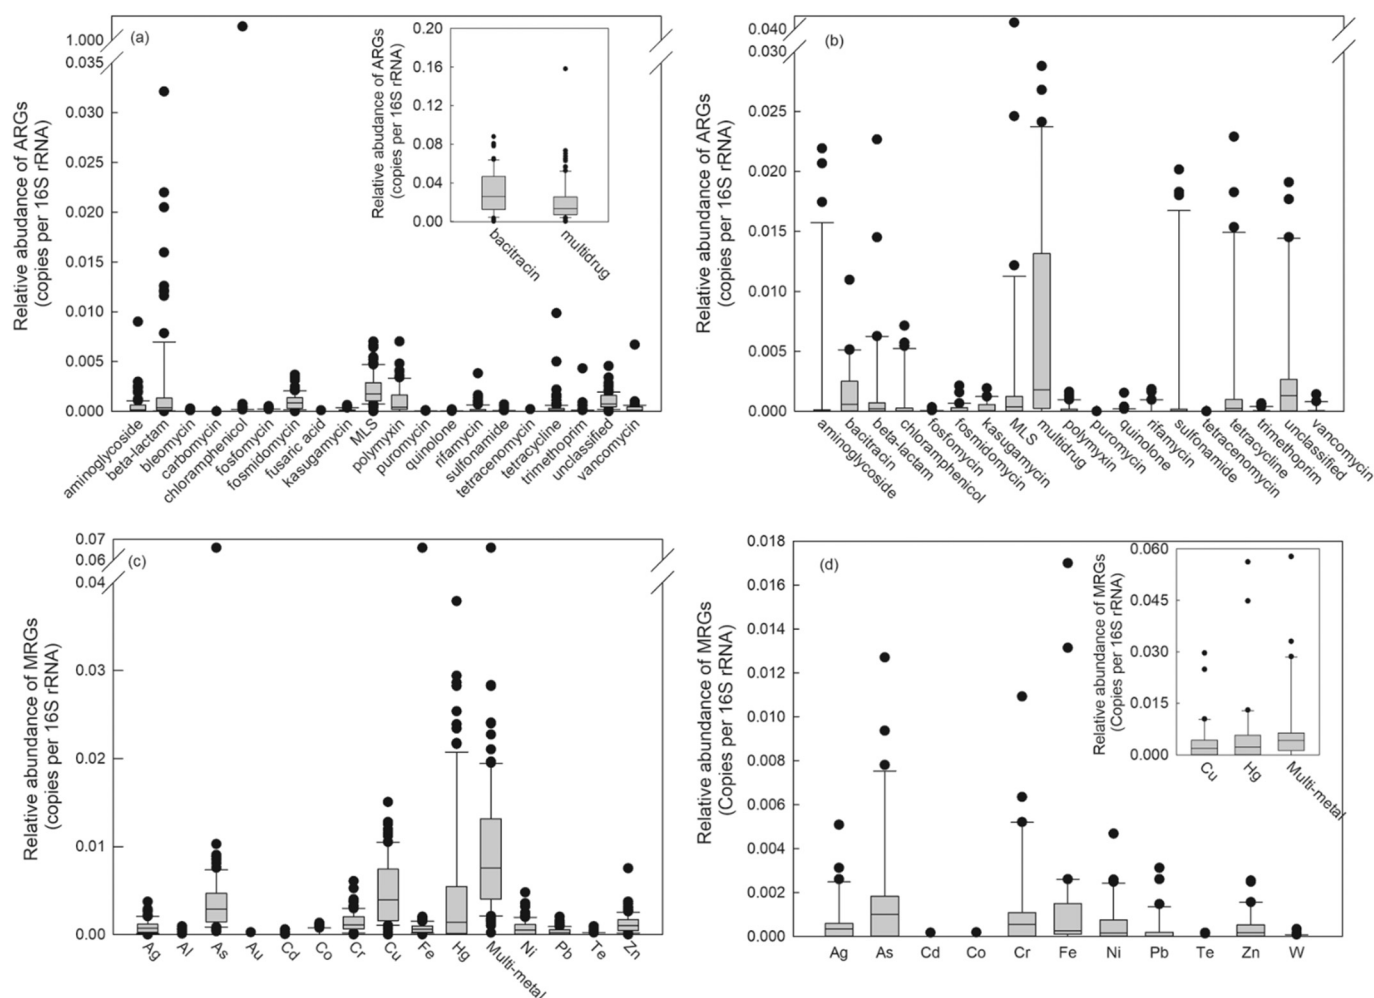 (a)
Relative abudance of ARGs
(copies per 16S rRNA)
1.000
0.035
0.030
0.025
0.020
0.015
0.010
0.005
0.000
aminoglycoside
beta-lactam
bleomycin
carbomycin
chloramphenicol
fosfomycin
fosmidomycin
fusaric acid
kasugamycin
MLS
polymyxin
puromycin
quinolone
rifamycin
sulfonamide
tetracenomycin
tetracycline
trimethoprim
unclassified
vancomycin
Relative abudance of ARGs
(copies per 16S rRNA)
0.20
0.16
0.12
0.08
0.04
0.00
bacitracin
multidrug
(b)
Relative abundance of ARGs
(copies per 16S rRNA)
0.040
0.030
0.025
0.020
0.015
0.010
0.005
0.000
aminoglycoside
bacitracin
beta-lactam
chloramphenicol
fosfomycin
fosmidomycin
kasugamycin
MLS
multidrug
polymyxin
puromycin
quinolone
rifamycin
sulfonamide
tetracenomycin
tetracycline
trimethoprim
unclassified
vancomycin
(c)
Relative abundance of MRGs
(copies per 16S rRNA)
0.07
0.06
0.04
0.03
0.02
0.01
0.00
Ag
Al
As
Au
Cd
Co
Cr
Cu
Fe
Hg
Multi-metal
Ni
Pb
Te
Zn
(d)
Relative abundance of MRGs
(Copies per 16S rRNA)
0.018
0.016
0.014
0.012
0.010
0.008
0.006
0.004
0.002
0.000
Ag As Cd Co Cr Fe Ni Pb Te Zn W
Relative abundance of MRGs
(Copies per 16S rRNA)
0.060
0.045
0.030
0.015
0.000
Cu
Hg
Multi-metal